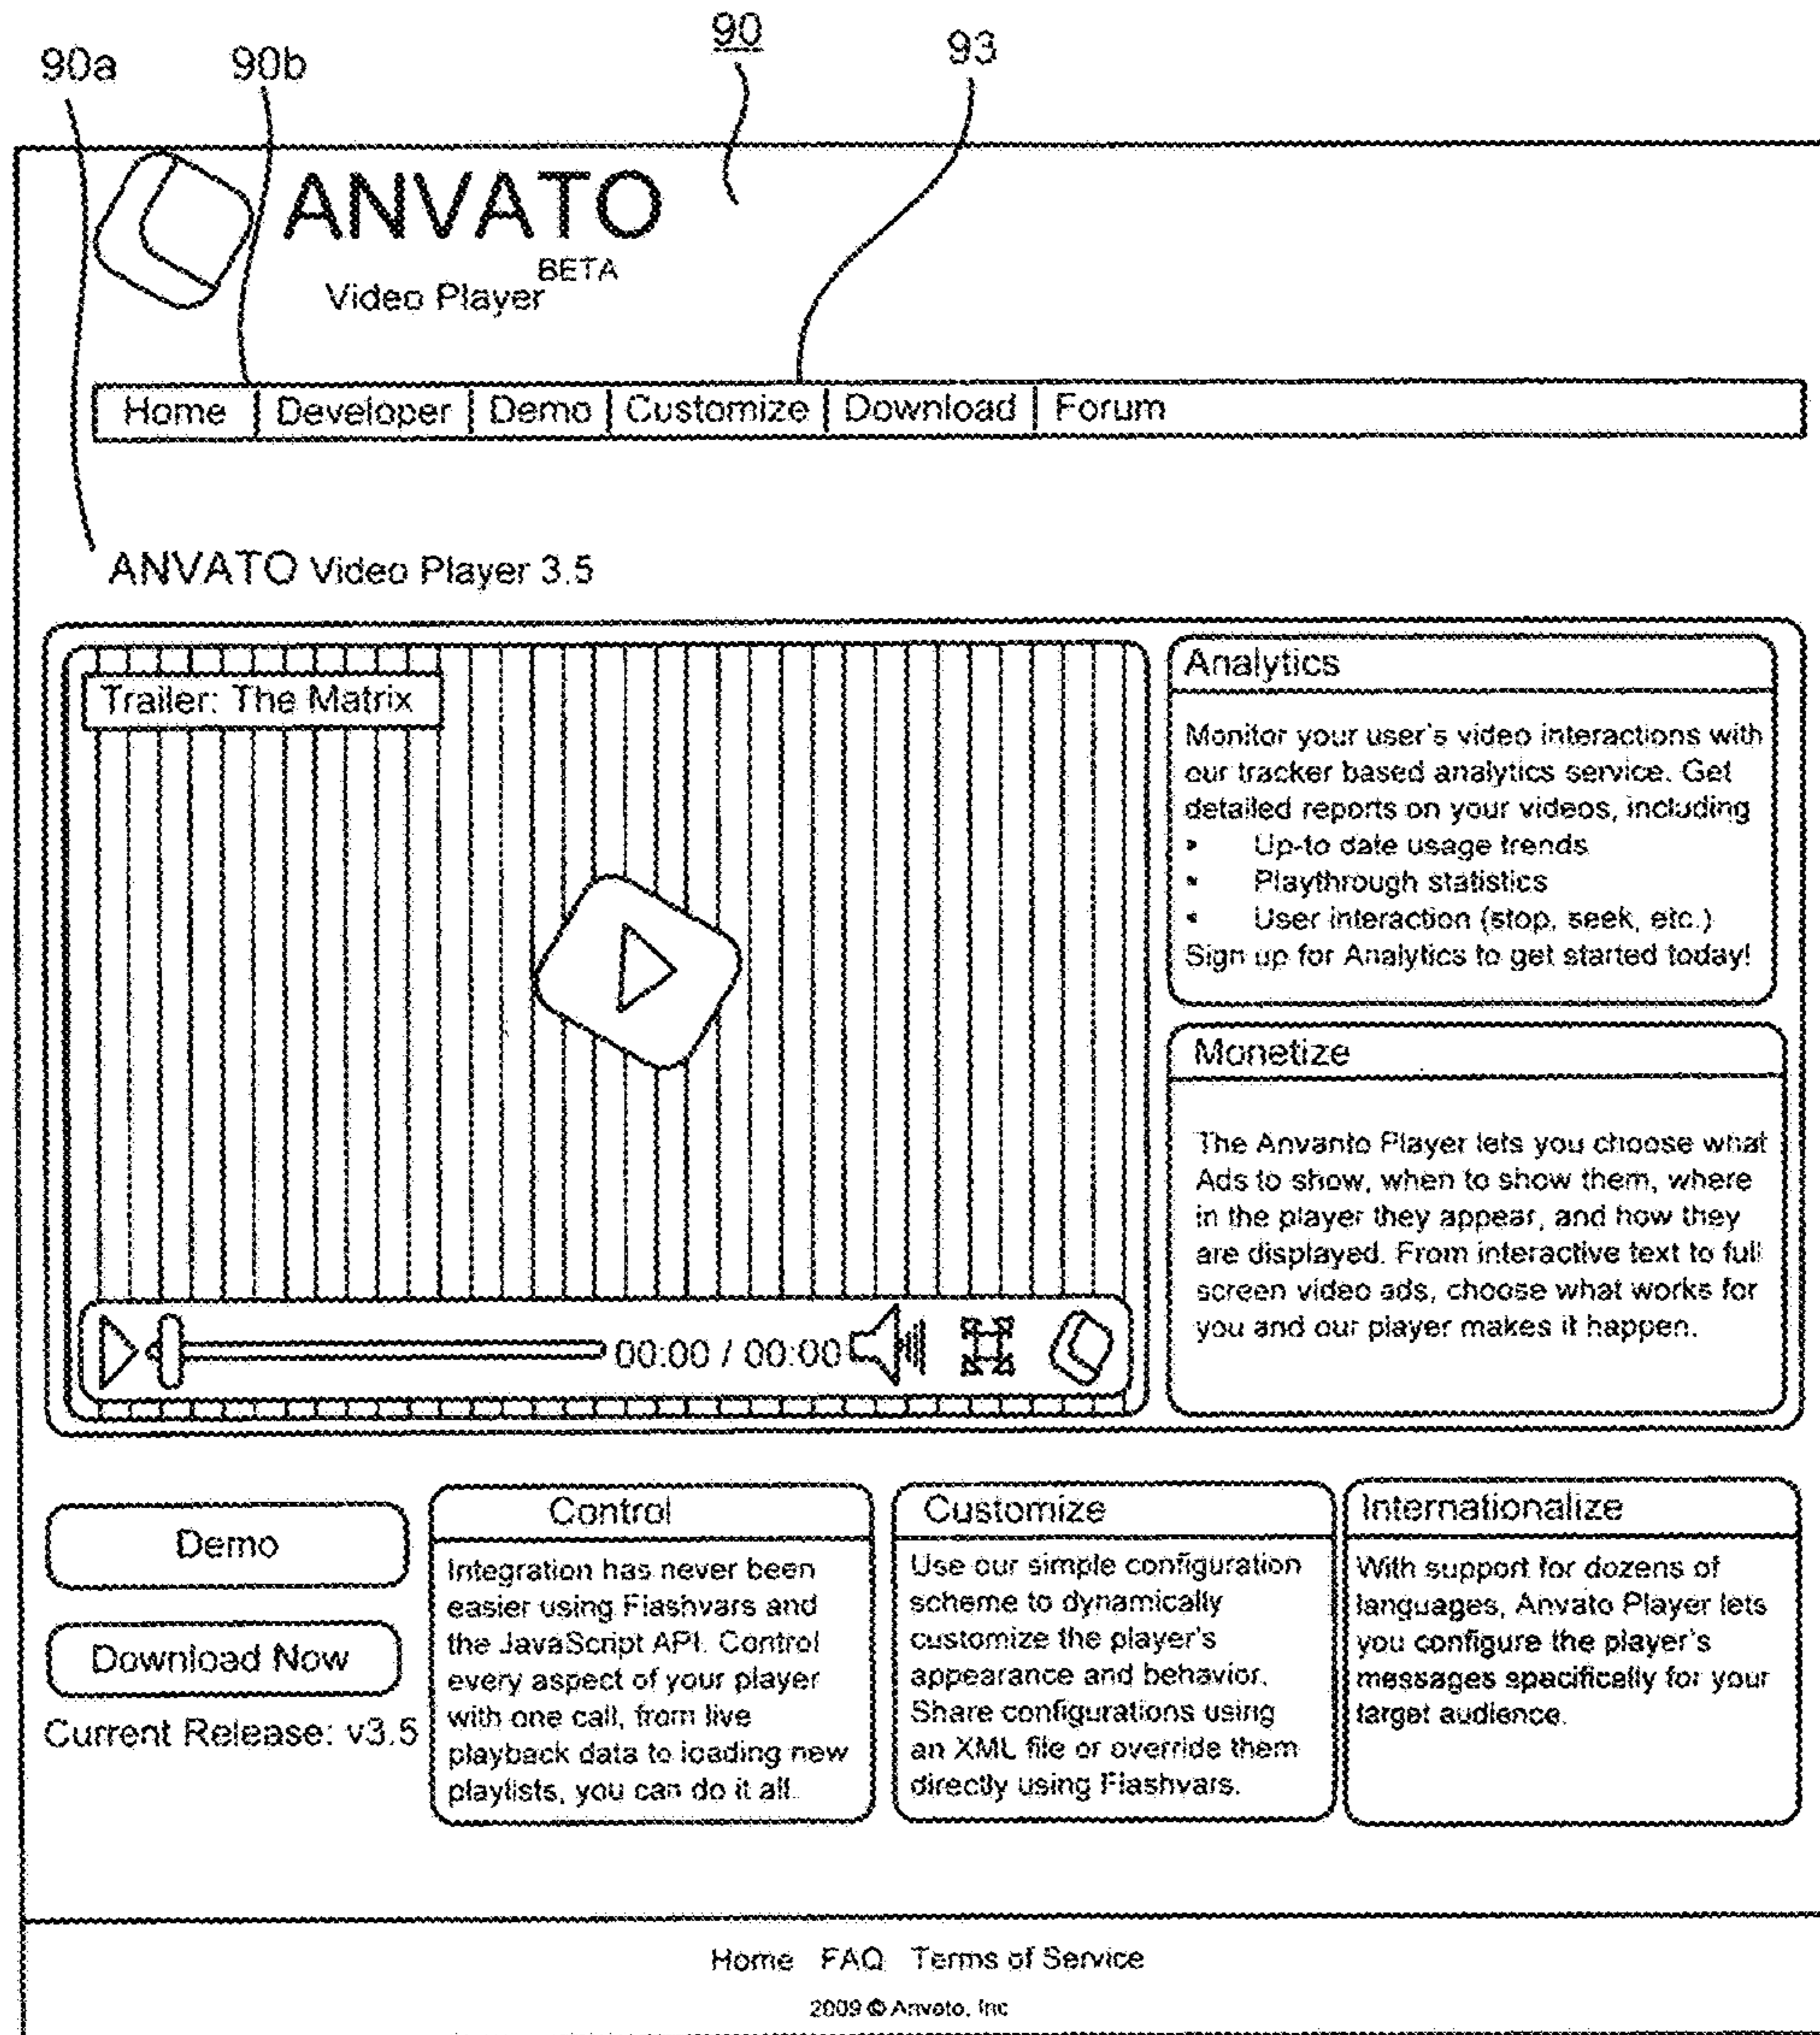 90a 90b 90 93
ANVATO
BETA
Video Player
Home | Developer | Demo | Customize | Download | Forum
ANVATO Video Player 3.5
Trailer: The Matrix
00:00 / 00:00
Analytics
Monitor your user's video interactions with
our tracker based analytics service. Get
detailed reports on your videos, including
• Up-to date usage trends
• Playthrough statistics
• User interaction (stop, seek, etc.)
Sign up for Analytics to get started today!
Monetize
The Anvanto Player lets you choose what
Ads to show, when to show them, where
in the player they appear, and how they
are displayed. From interactive text to full
screen video ads, choose what works for
you and our player makes it happen.
Demo
Download Now
Current Release: v3.5
Control
Integration has never been
easier using Flashvars and
the JavaScript API. Control
every aspect of your player
with one call, from live
playback data to loading new
playlists, you can do it all.
Customize
Use our simple configuration
scheme to dynamically
customize the player's
appearance and behavior.
Share configurations using
an XML file or override them
directly using Flashvars.
Internationalize
With support for dozens of
languages, Anvato Player lets
you configure the player's
messages specifically for your
target audience.
Home FAQ Terms of Service
2009 © Anvato, Inc